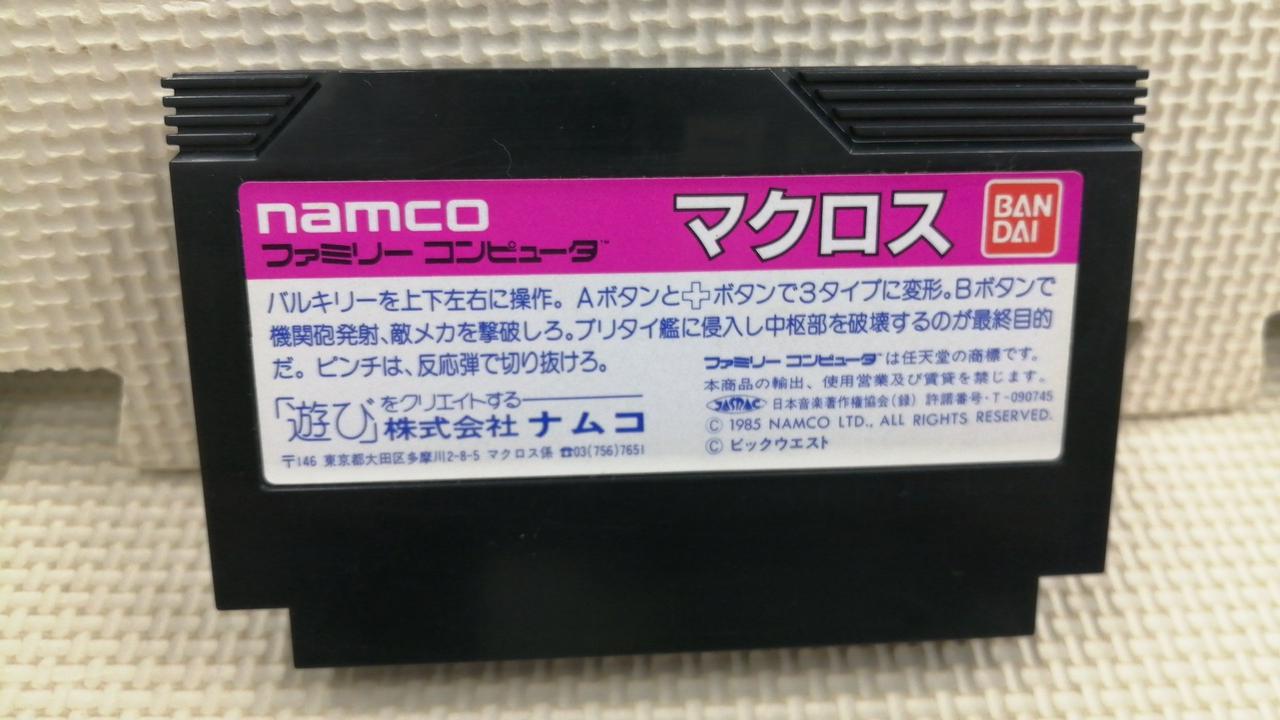 namco
ファミリー コンピュータ™
マクロス
BAN
DAI
バルキリーを上下左右に操作。Aボタンと✚ボタンで3タイプに変形。Bボタンで
機関砲発射、敵メカを撃破しろ。ブリタイ艦に侵入し中枢部を破壊するのが最終目的
だ。ピンチは、反応弾で切り抜けろ。
「遊び」をクリエイトする
株式会社 ナムコ
〒146 東京都大田区多摩川2-8-5 マクロス係 ☎03(756)7651
ファミリー コンピュータ™は任天堂の商標です。
本商品の輸出、使用営業及び賃貸を禁じます。
JASRAC 日本音楽著作権協会(録) 許諾番号・T-090745
© 1985 NAMCO LTD., ALL RIGHTS RESERVED.
© ビックウエスト